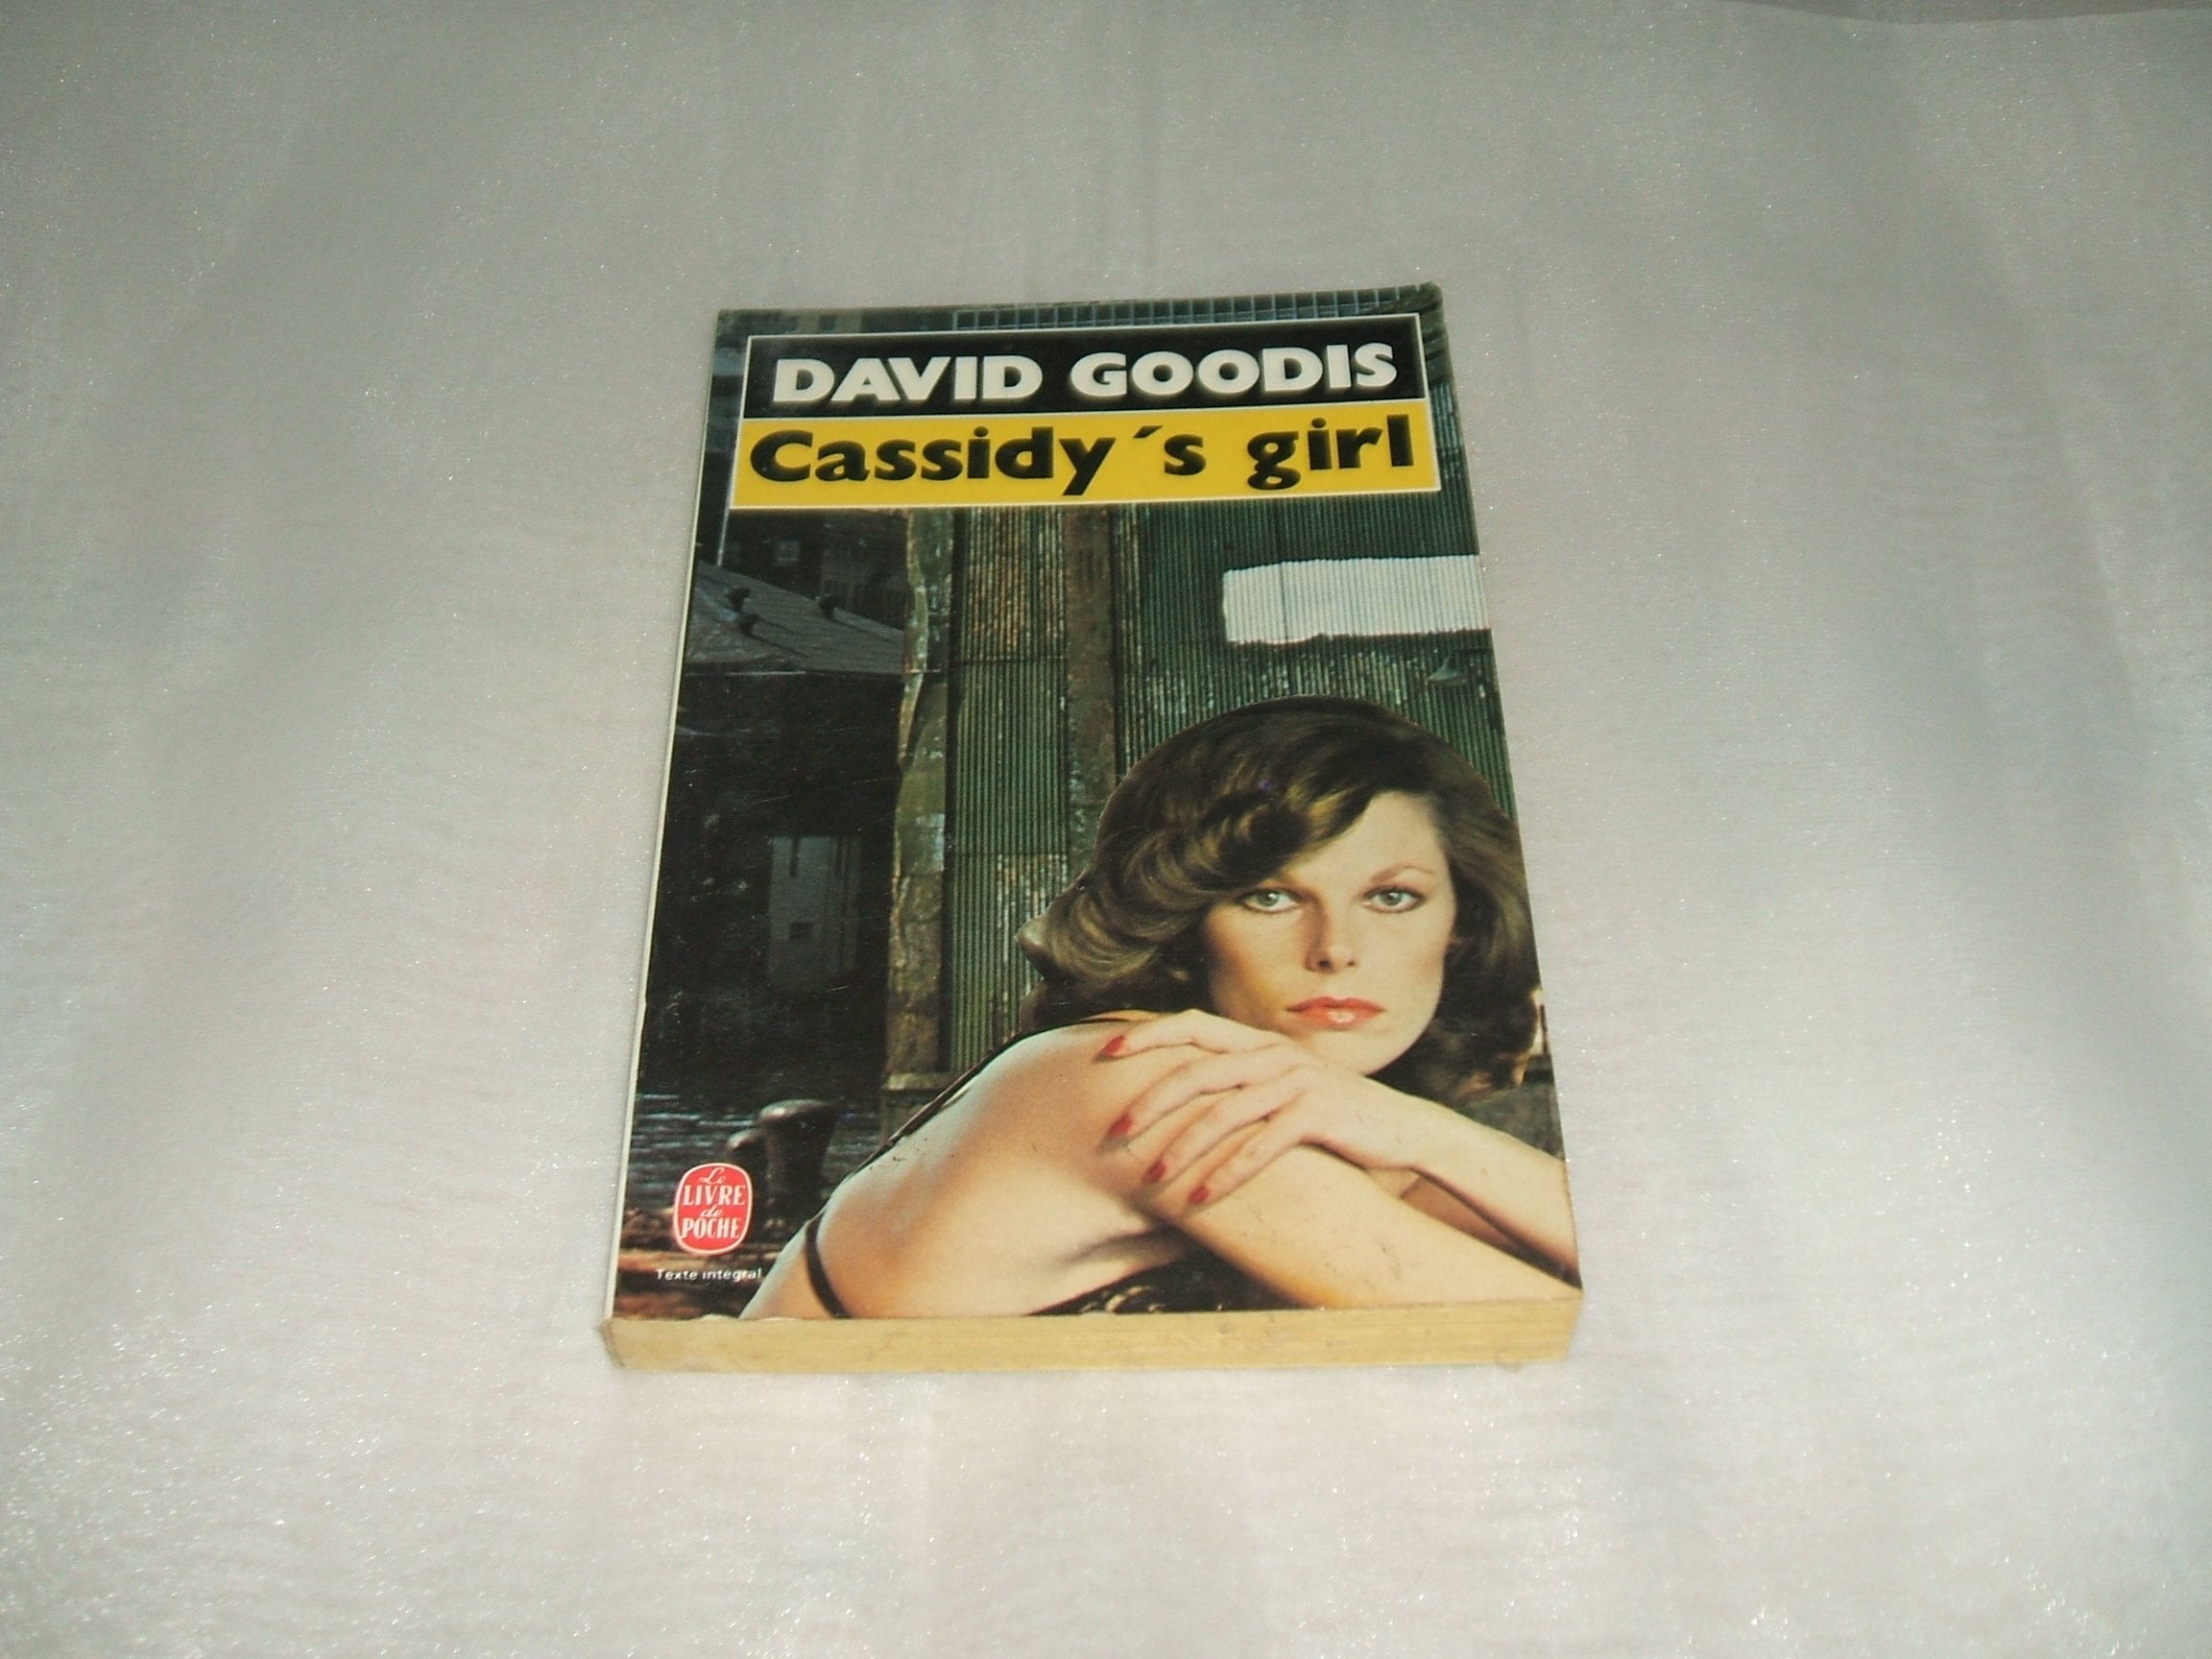 DAVID GOODIS
Cassidy´s girl
Le
LIVRE
de
POCHE
Texte intégral